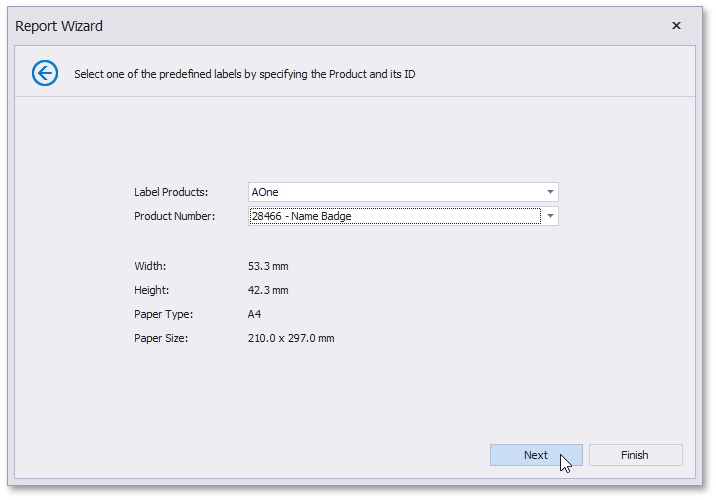 Report Wizard
Select one of the predefined labels by specifying the Product and its ID
Label Products: AOne
Product Number: 28466 - Name Badge
Width: 53.3 mm
Height: 42.3 mm
Paper Type: A4
Paper Size: 210.0 x 297.0 mm
Next Finish